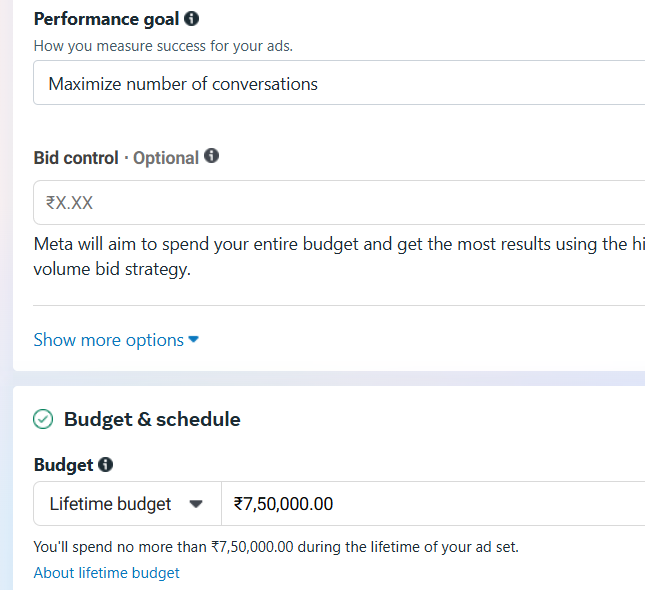 Performance goal
How you measure success for your ads.
Maximize number of conversations
Bid control · Optional
₹X.XX
Meta will aim to spend your entire budget and get the most results using the hi
volume bid strategy.
Show more options
Budget & schedule
Budget
Lifetime budget ₹7,50,000.00
You'll spend no more than ₹7,50,000.00 during the lifetime of your ad set.
About lifetime budget